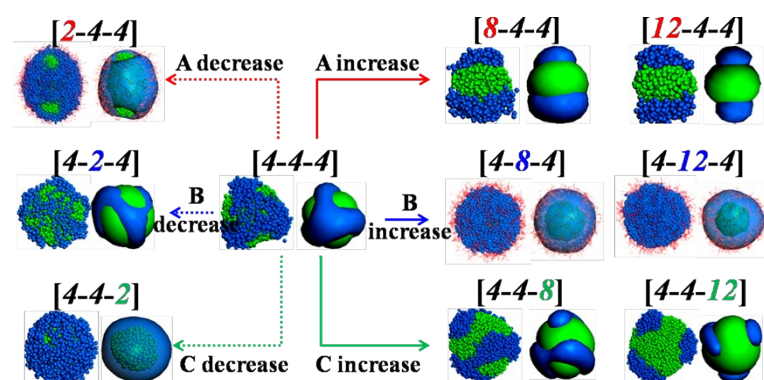 [2-4-4]
[8-4-4]
[12-4-4]
A decrease
A increase
[4-2-4]
[4-4-4]
[4-8-4]
[4-12-4]
B
decrease
B
increase
[4-4-2]
[4-4-8]
[4-4-12]
C decrease
C increase